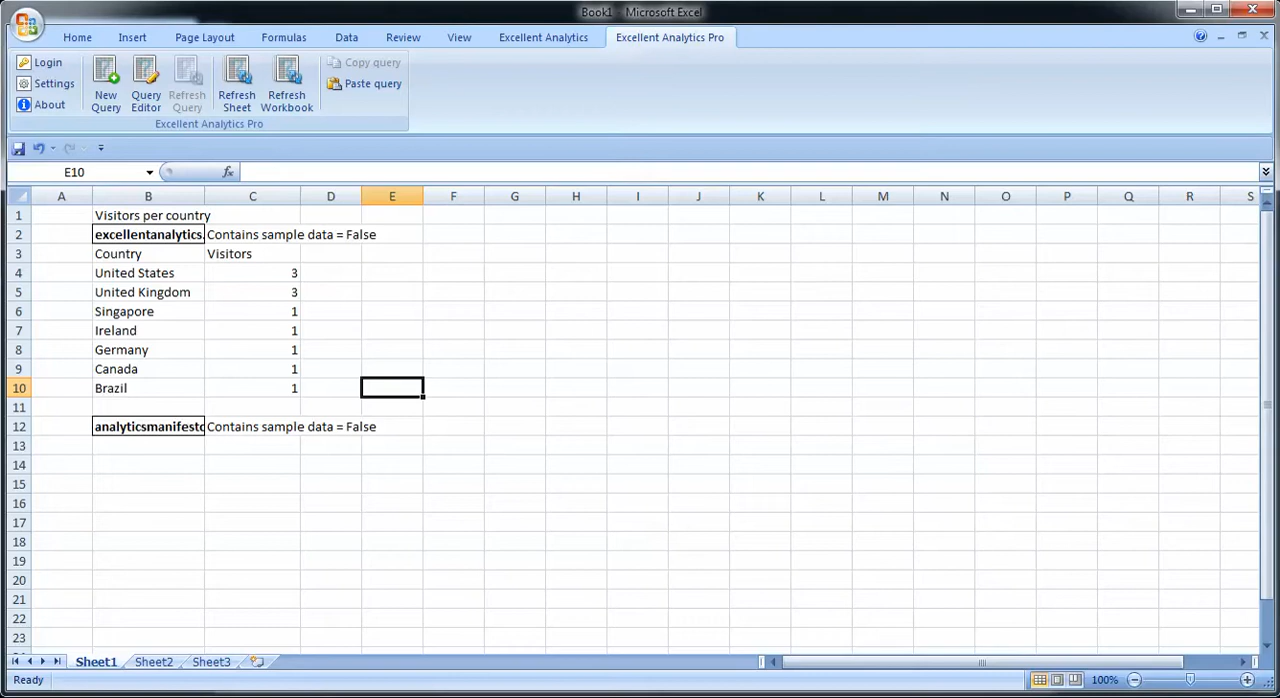 Book1 - Microsoft Excel
Home Insert Page Layout Formulas Data Review View Excellent Analytics Excellent Analytics Pro
Login
Settings
About
New Query
Query Editor
Refresh Query
Refresh Sheet
Refresh Workbook
Copy query
Paste query
Excellent Analytics Pro
E10 fx
A B C D E F G H I J K L M N O P Q R S
1 Visitors per country
2 excellentanalytics. Contains sample data = False
3 Country Visitors
4 United States 3
5 United Kingdom 3
6 Singapore 1
7 Ireland 1
8 Germany 1
9 Canada 1
10 Brazil 1
11
12 analyticsmanifesto Contains sample data = False
13
14
15
16
17
18
19
20
21
22
23
Sheet1 Sheet2 Sheet3
Ready 100%